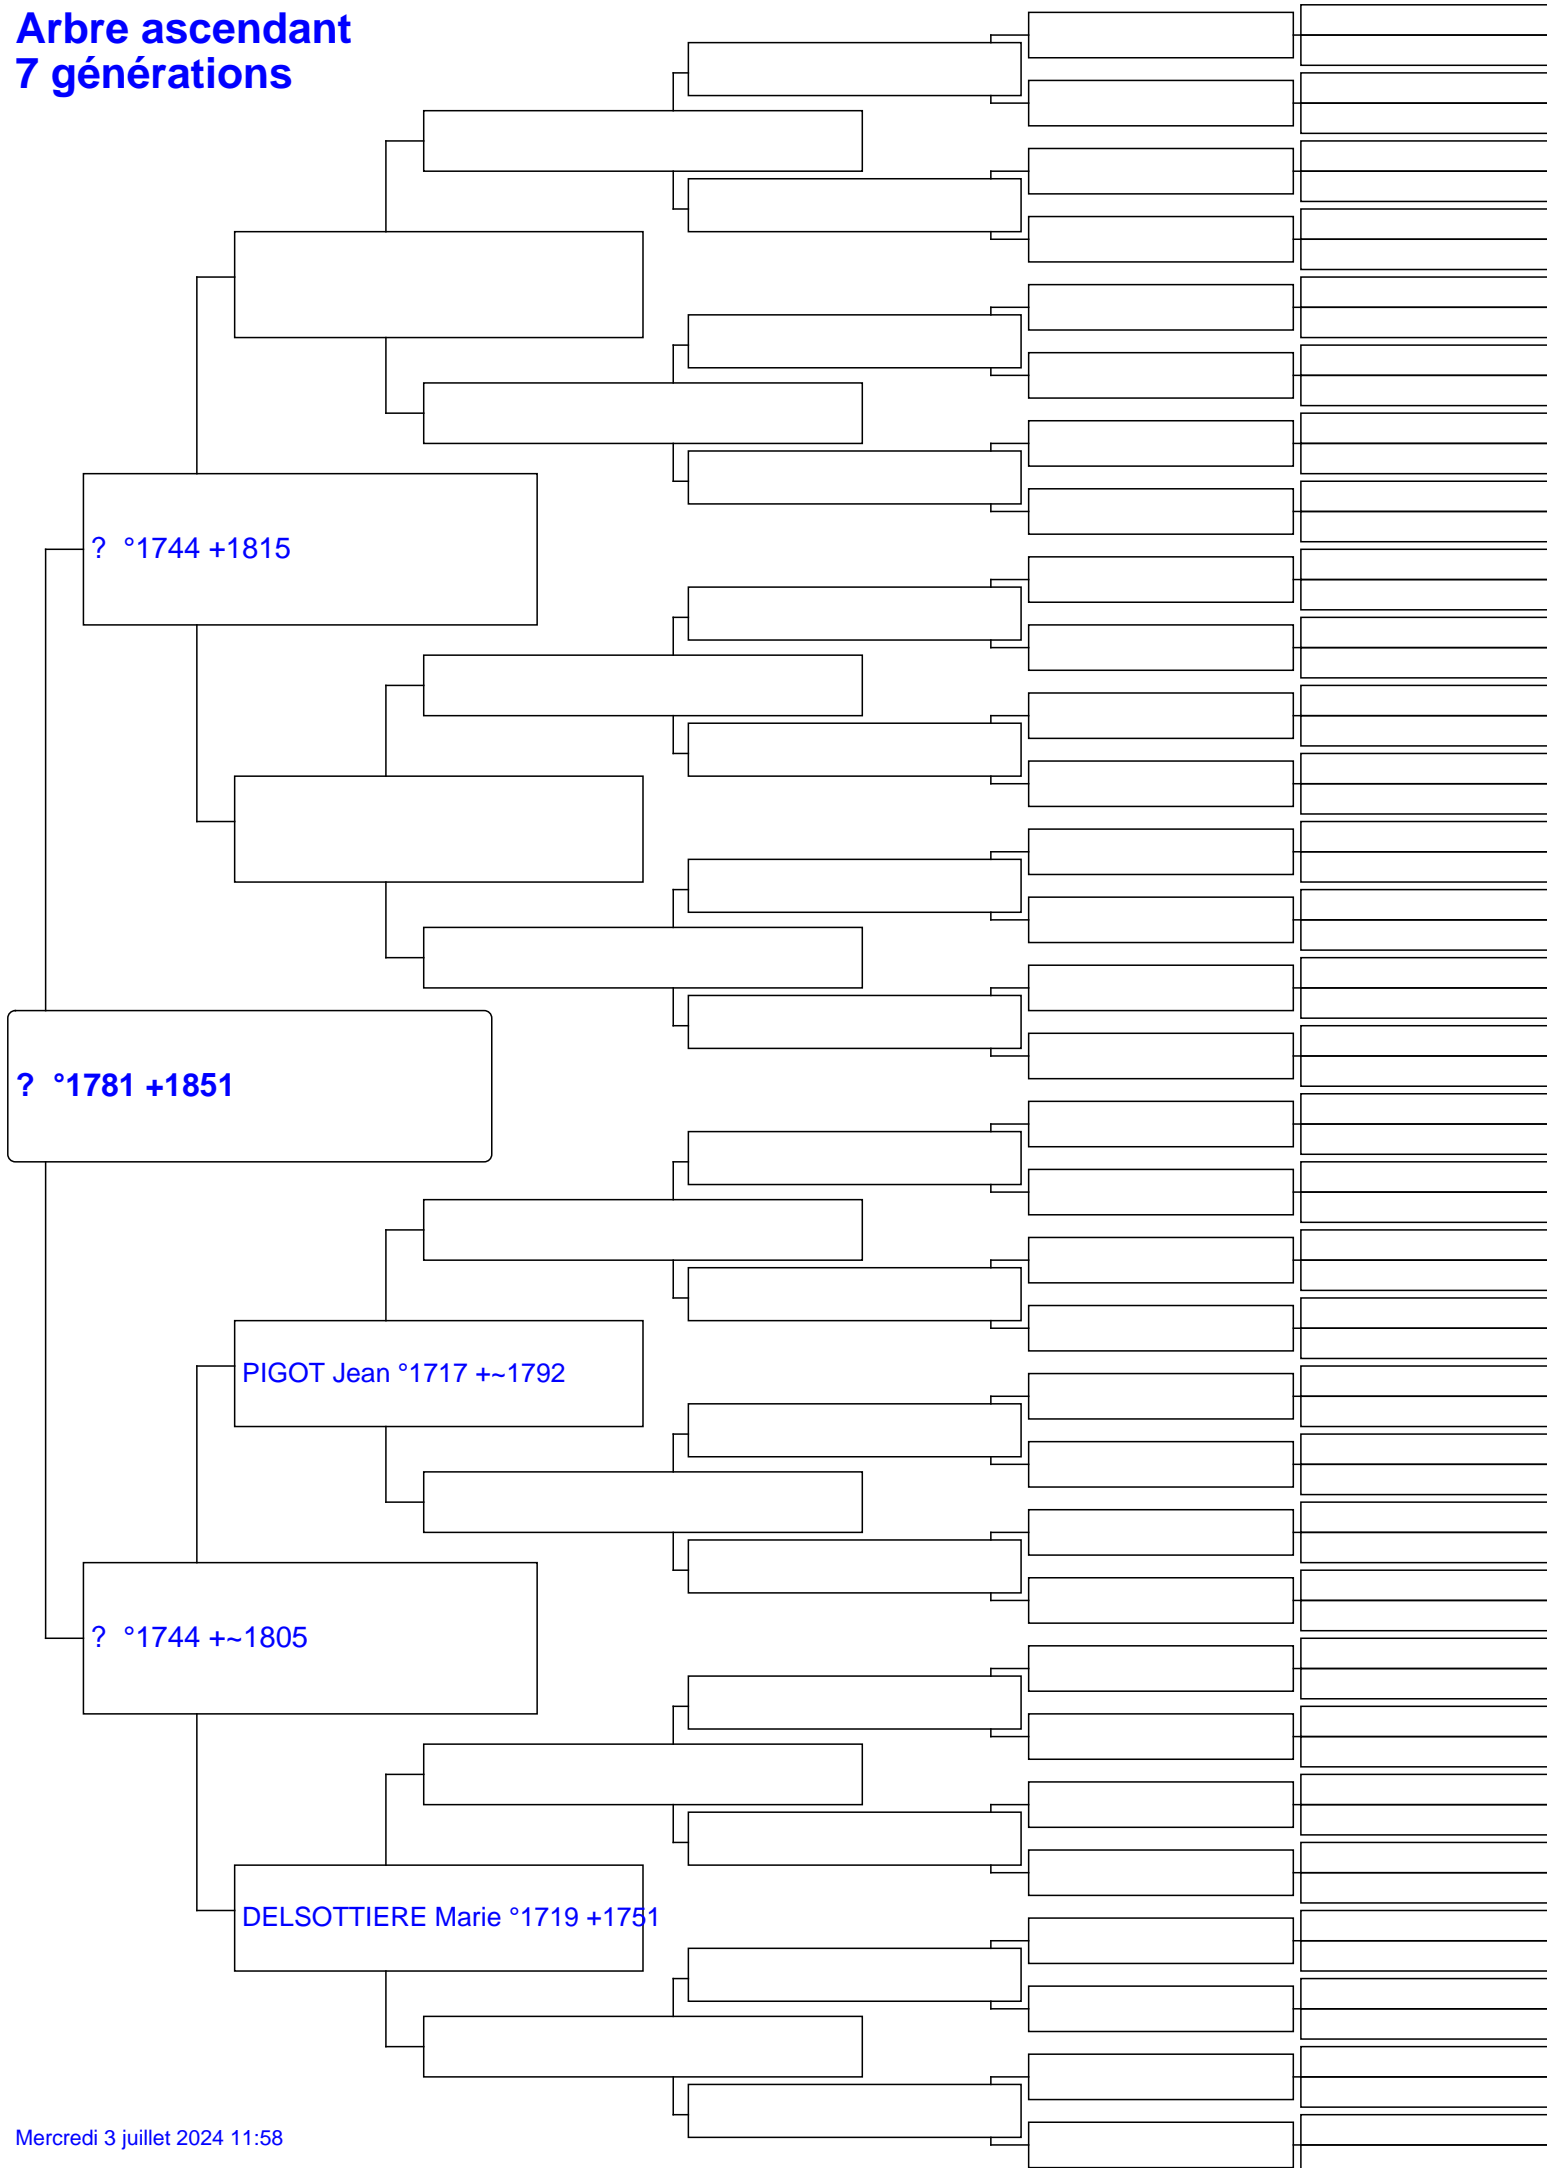 Arbre ascendant
7 générations
? °1744 +1815
? °1781 +1851
PIGOT Jean °1717 +~1792
? °1744 +~1805
DELSOTTIERE Marie °1719 +1751
Mercredi 3 juillet 2024 11:58